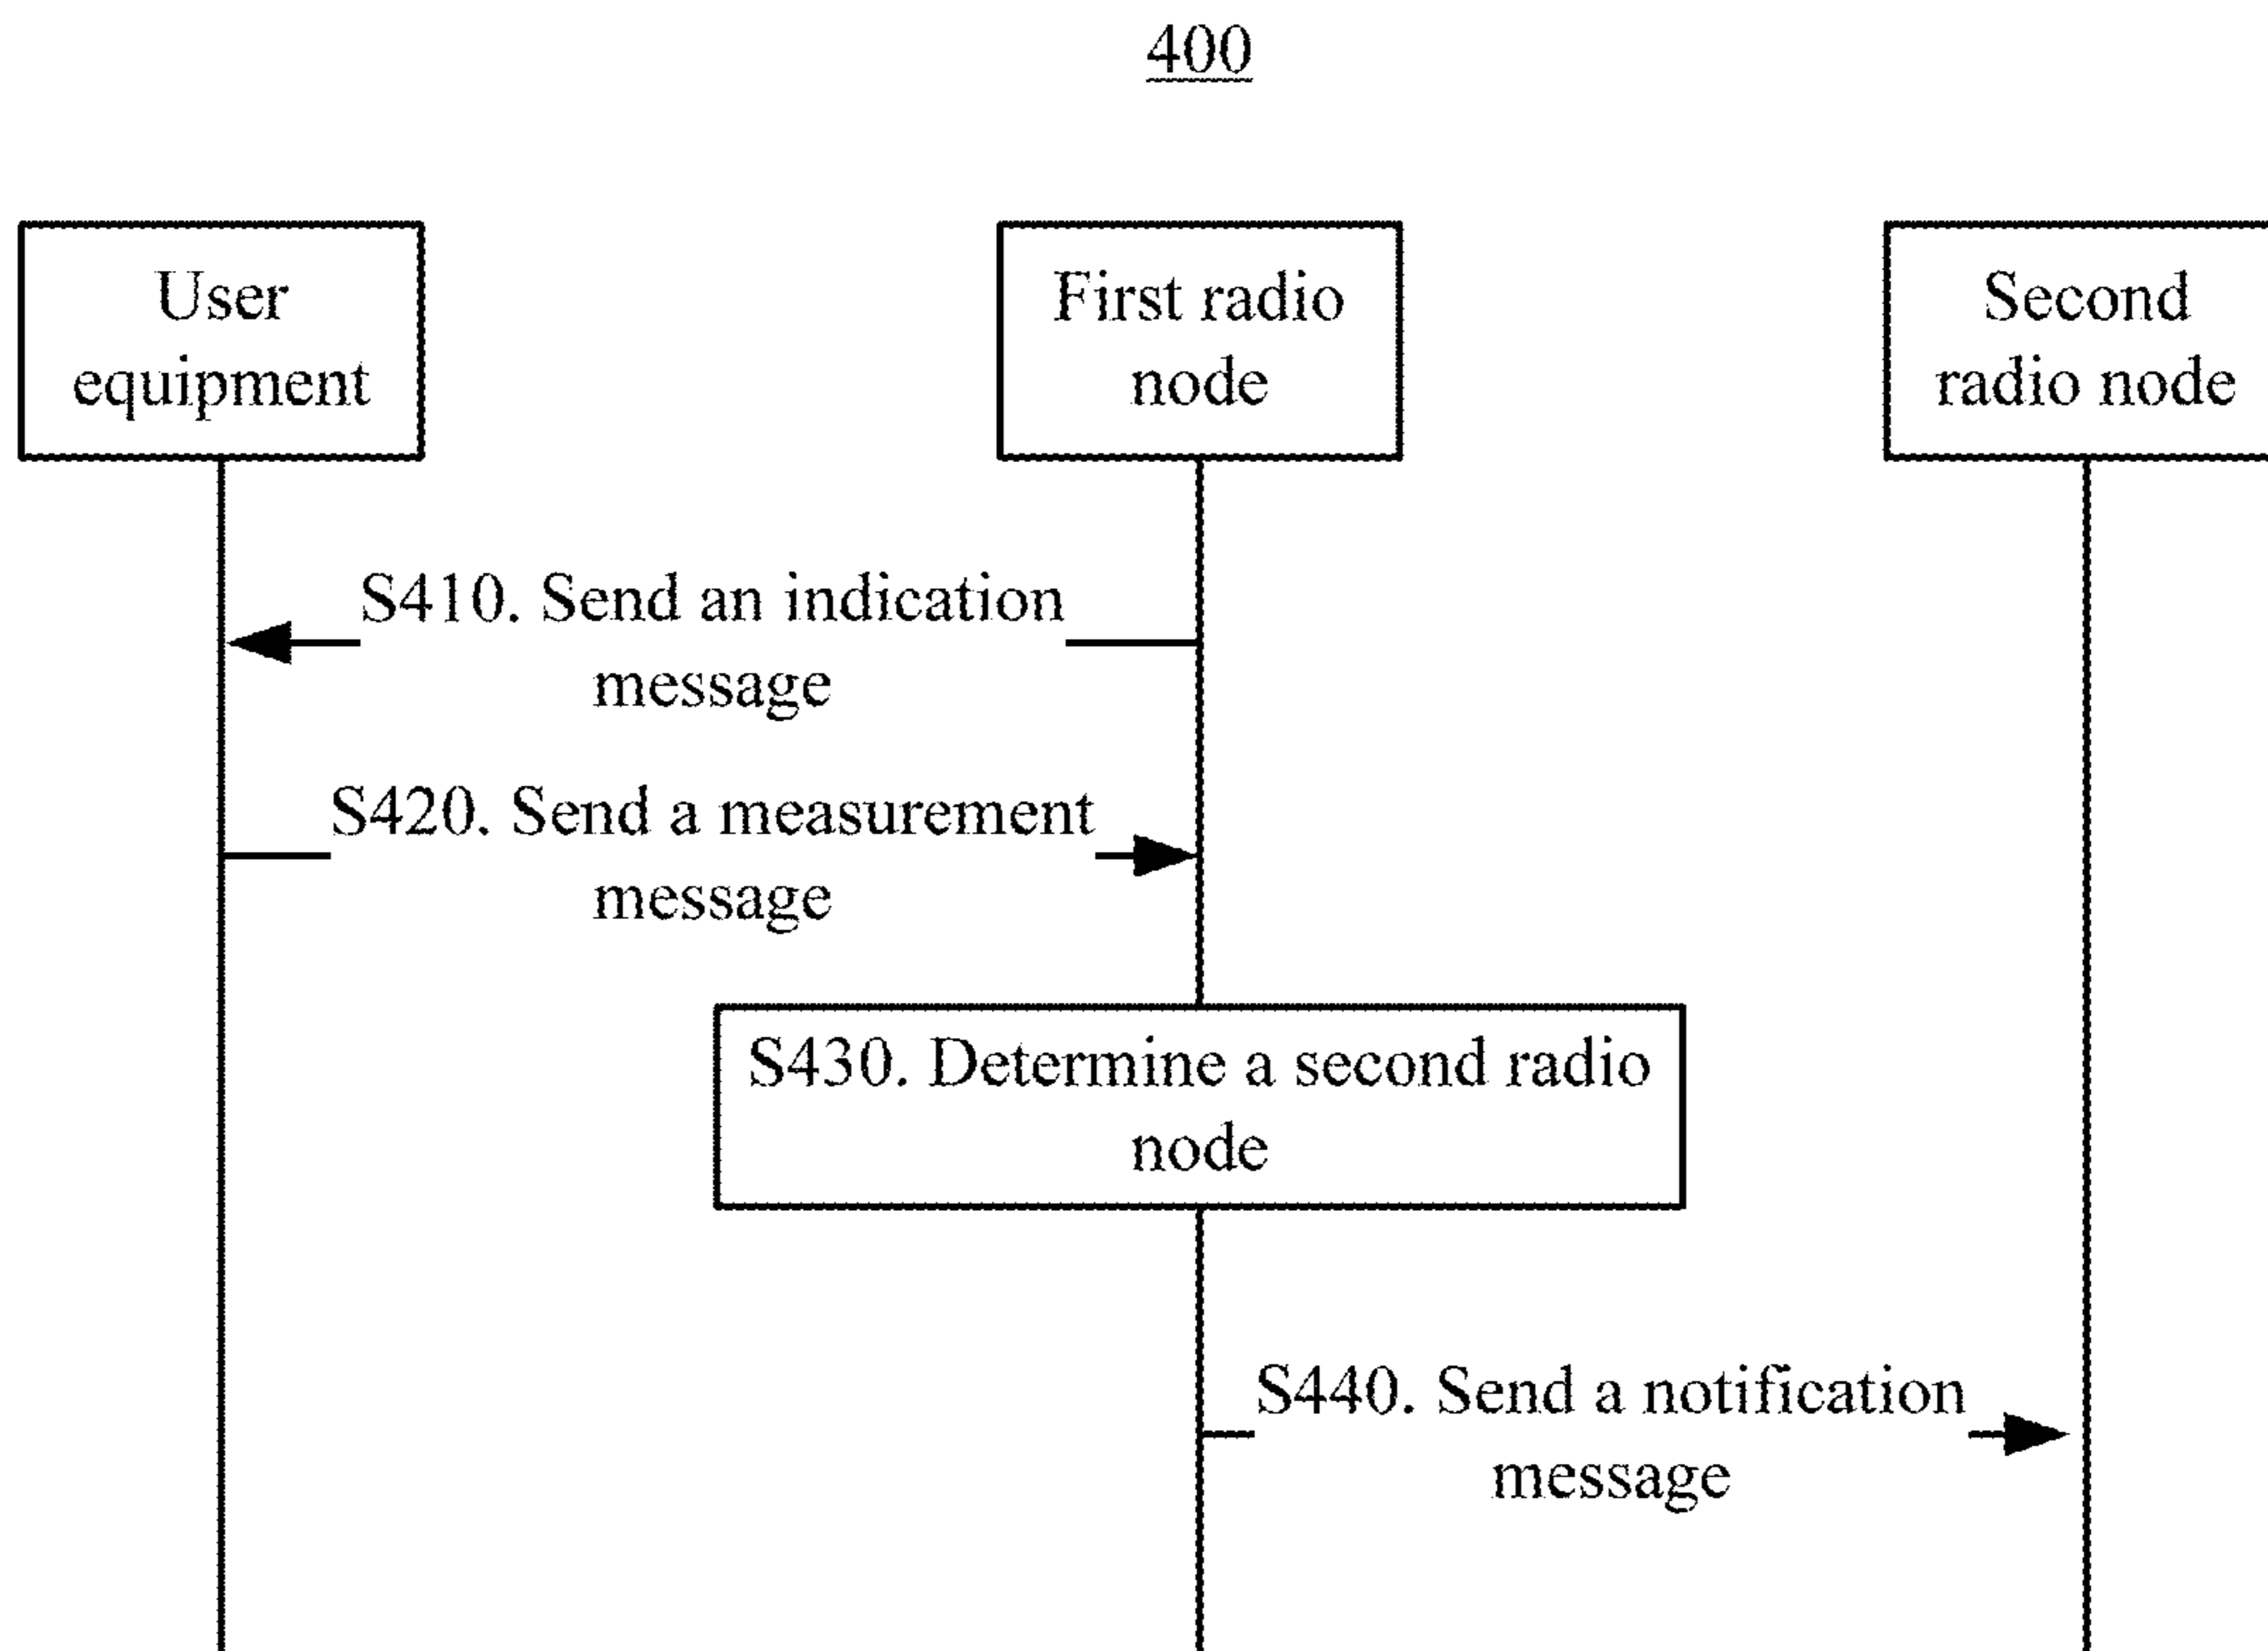 400
User
equipment
First radio
node
Second
radio node
S410. Send an indication
message
S420. Send a measurement
message
S430. Determine a second radio
node
S440. Send a notification
message